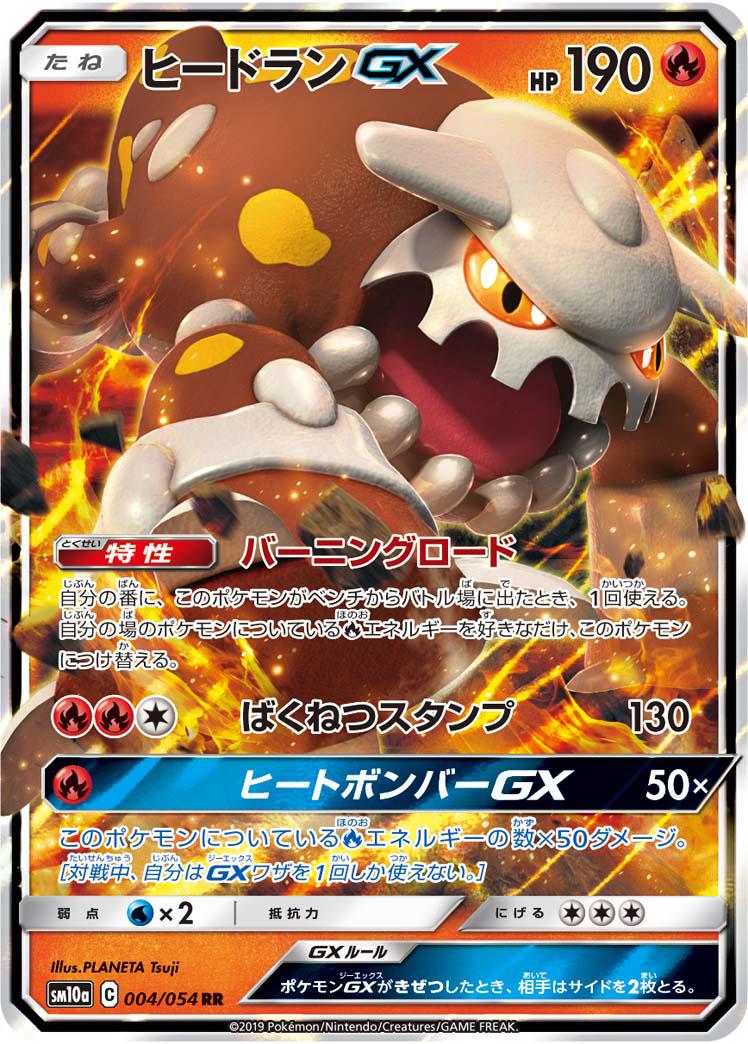 たね ヒードランGX HP190
とくせい
特性 バーニングロード
自分の番に、このポケモンがベンチからバトル場に出たとき、1回使える。
自分の場のポケモンについている炎エネルギーを好きなだけ、このポケモン
につけ替える。
ばくねつスタンプ 130
ヒートボンバーGX 50×
このポケモンについている炎エネルギーの数×50ダメージ。
[対戦中、自分はGXワザを1回しか使えない。]
弱点 ×2 抵抗力 にげる
Illus.PLANETA Tsuji
GXルール
ポケモンGXがきぜつしたとき、相手はサイドを2枚とる。
sm10a C 004/054 RR
©2019 Pokémon/Nintendo/Creatures/GAME FREAK.